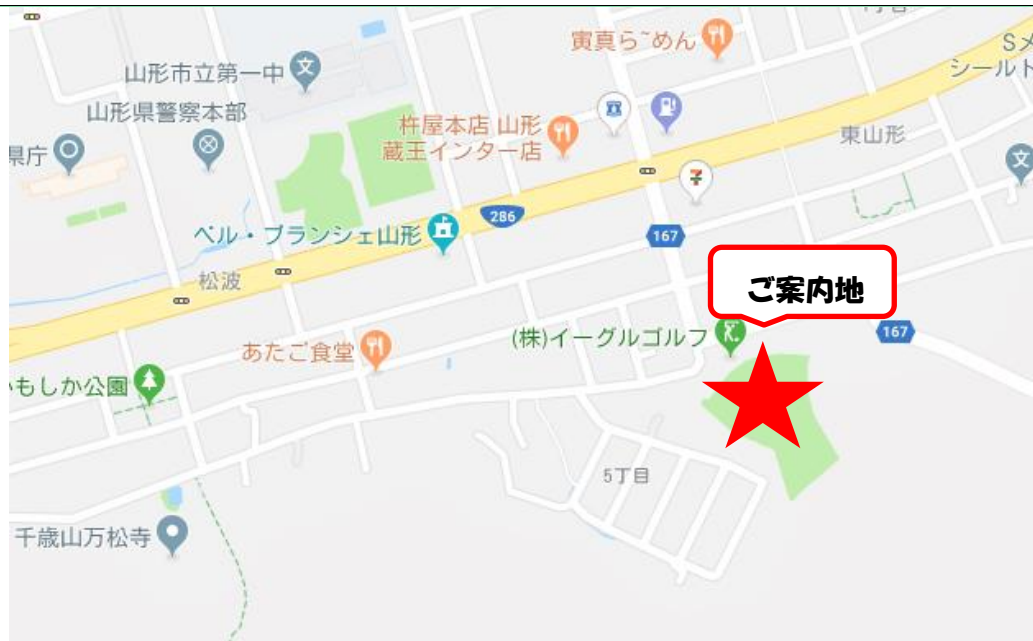 寅真ら~めん
Sメ
シールド
山形市立第一中
山形県警察本部
県庁
杵屋本店 山形
蔵王インター店
東山形
286
ベル・ブランシェ山形
167
松波
ご案内地
(株)イーグルゴルフ
167
あたご食堂
もしか公園
5丁目
千歳山万松寺